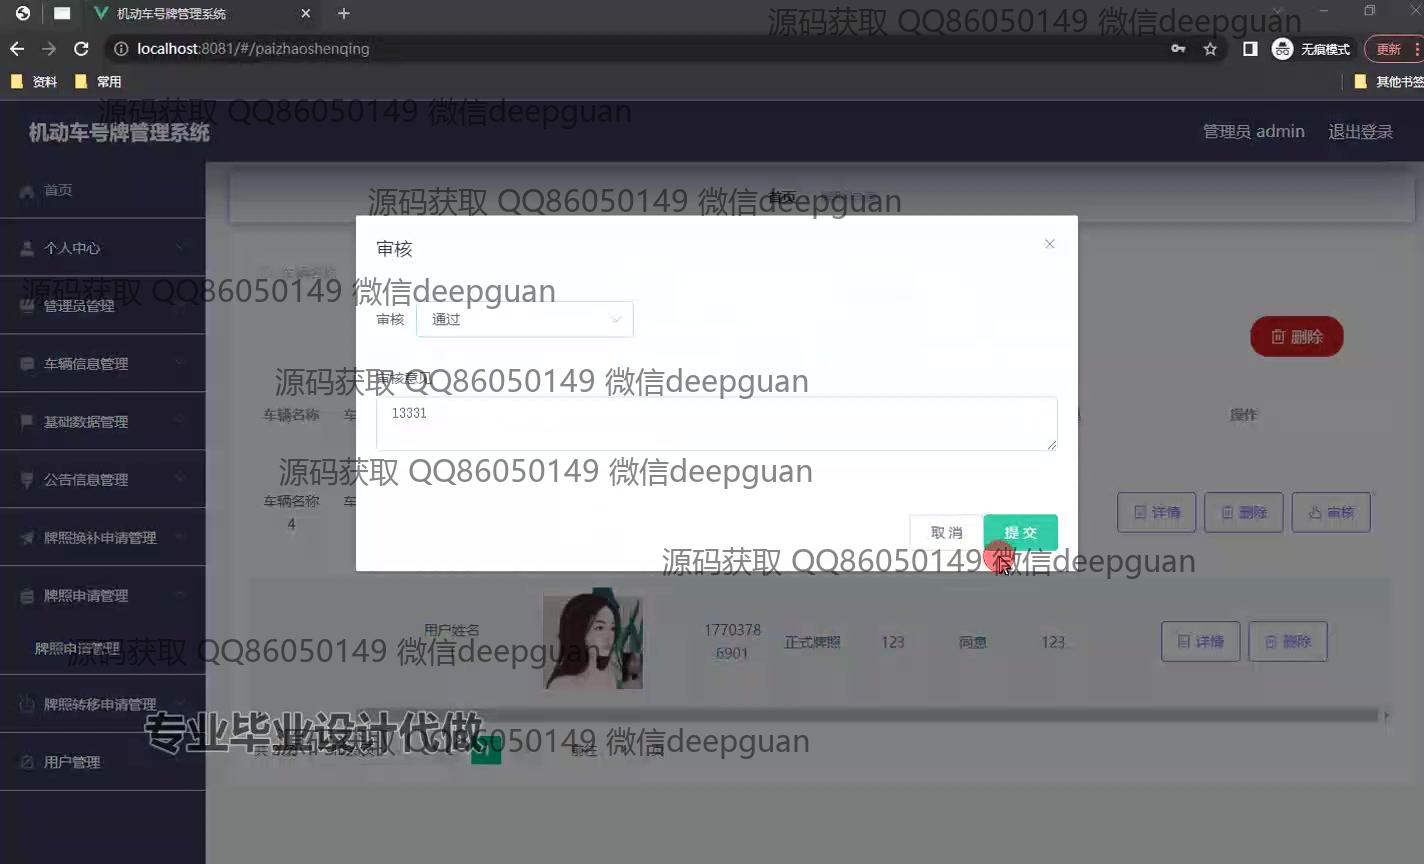 机动车号牌管理系统
localhost:8081/#/paizhaoshenqing
无痕模式
更新
资料
常用
其他书签
源码获取 QQ86050149 微信deepguan
源码获取 QQ86050149 微信deepguan
机动车号牌管理系统
管理员 admin
退出登录
首页
个人中心
管理员管理
车辆信息管理
基础数据管理
公告信息管理
牌照换补申请管理
牌照申请管理
牌照申请管理
牌照转移申请管理
用户管理
源码获取 QQ86050149 微信deepguan
首页
车辆名称
源码获取 QQ86050149 微信deepguan
审核
审核
通过
审核意见
源码获取 QQ86050149 微信deepguan
13331
源码获取 QQ86050149 微信deepguan
取 消
提 交
源码获取 QQ86050149 微信deepguan
删除
车辆名称
车
操作
车辆名称
4
车
详情
删除
审核
用户姓名
1770378
6901
正式牌照
123
同意
123
详情
删除
源码获取 QQ86050149 微信deepguan
专业毕业设计代做
源码获取 QQ86050149 微信deepguan
前往
页